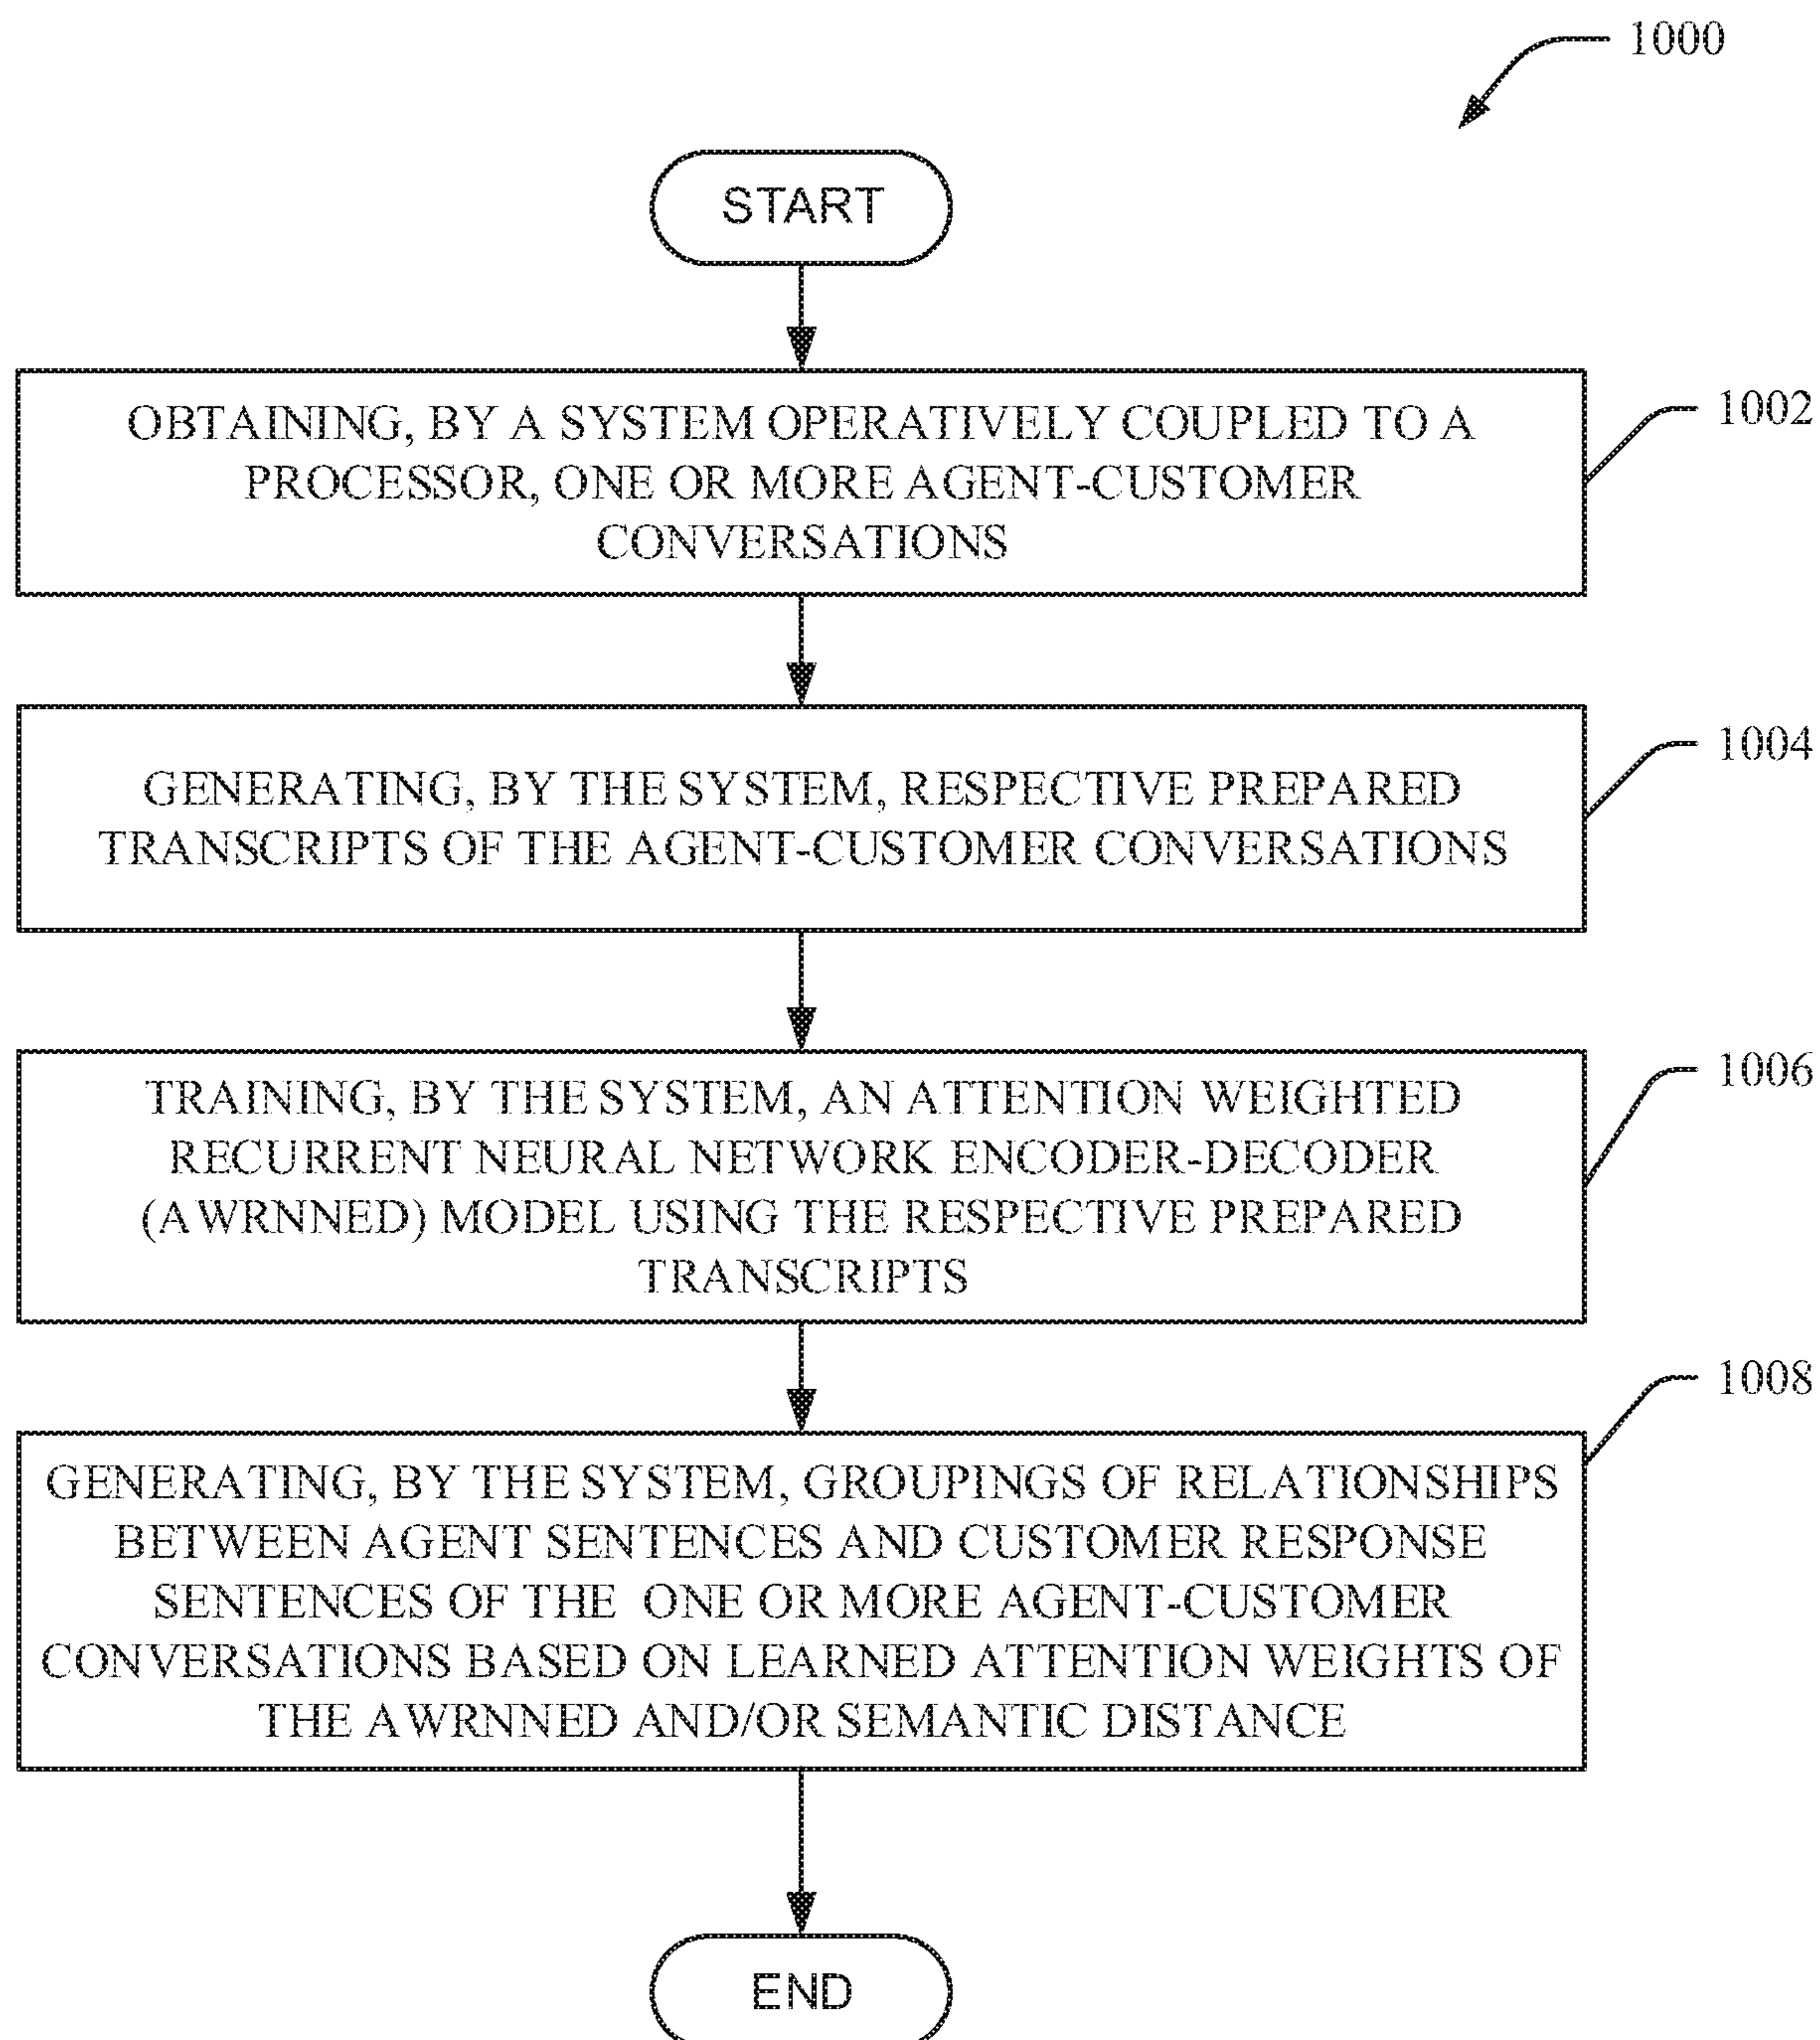 1000
START
OBTAINING, BY A SYSTEM OPERATIVELY COUPLED TO A
PROCESSOR, ONE OR MORE AGENT-CUSTOMER
CONVERSATIONS
1002
GENERATING, BY THE SYSTEM, RESPECTIVE PREPARED
TRANSCRIPTS OF THE AGENT-CUSTOMER CONVERSATIONS
1004
TRAINING, BY THE SYSTEM, AN ATTENTION WEIGHTED
RECURRENT NEURAL NETWORK ENCODER-DECODER
(AWRNNED) MODEL USING THE RESPECTIVE PREPARED
TRANSCRIPTS
1006
GENERATING, BY THE SYSTEM, GROUPINGS OF RELATIONSHIPS
BETWEEN AGENT SENTENCES AND CUSTOMER RESPONSE
SENTENCES OF THE ONE OR MORE AGENT-CUSTOMER
CONVERSATIONS BASED ON LEARNED ATTENTION WEIGHTS OF
THE AWRNNED AND/OR SEMANTIC DISTANCE
1008
END